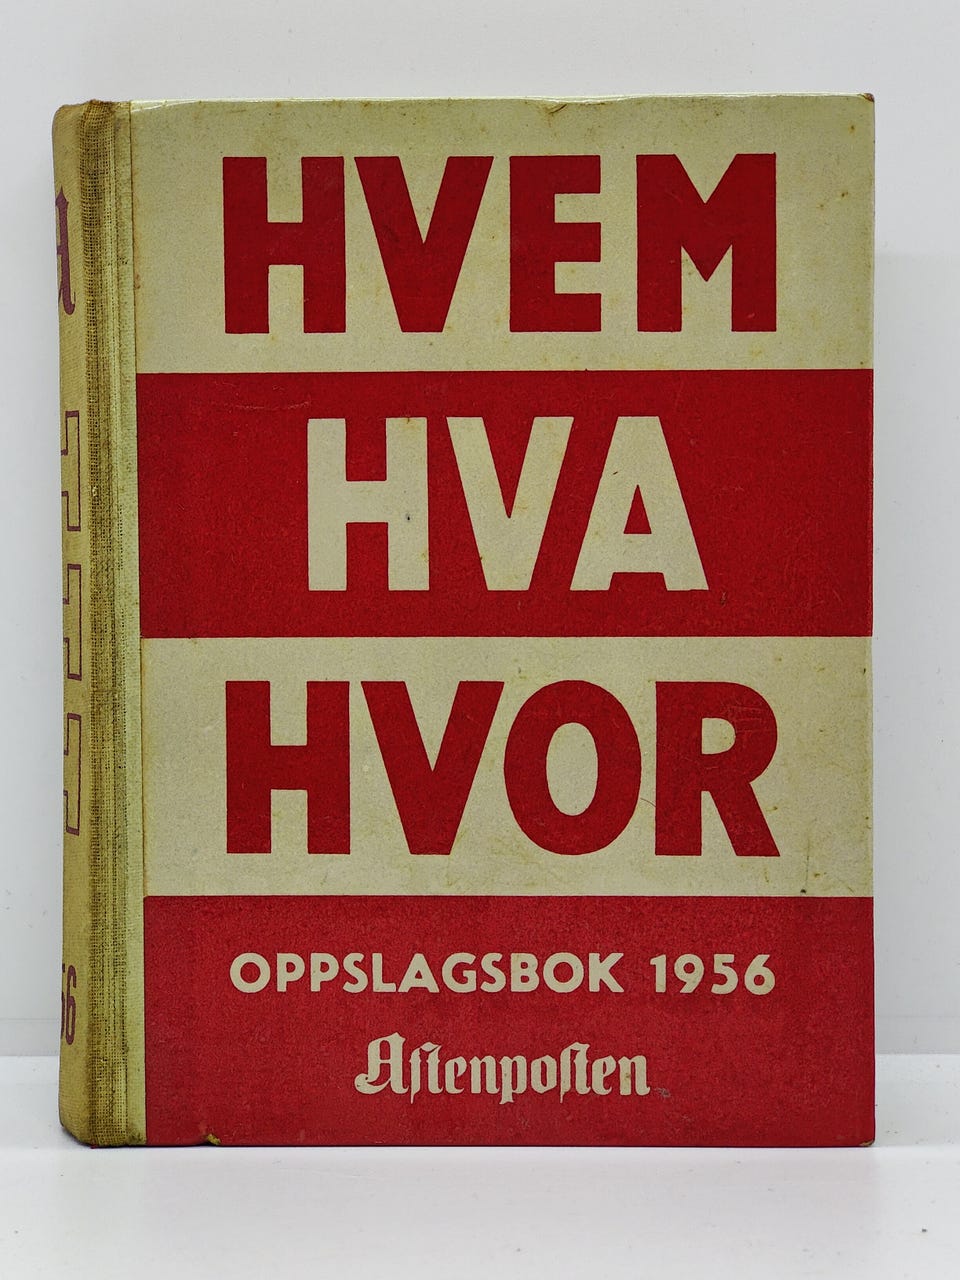 HVEM
HVA
HVOR
OPPSLAGSBOK 1956
Aftenposten